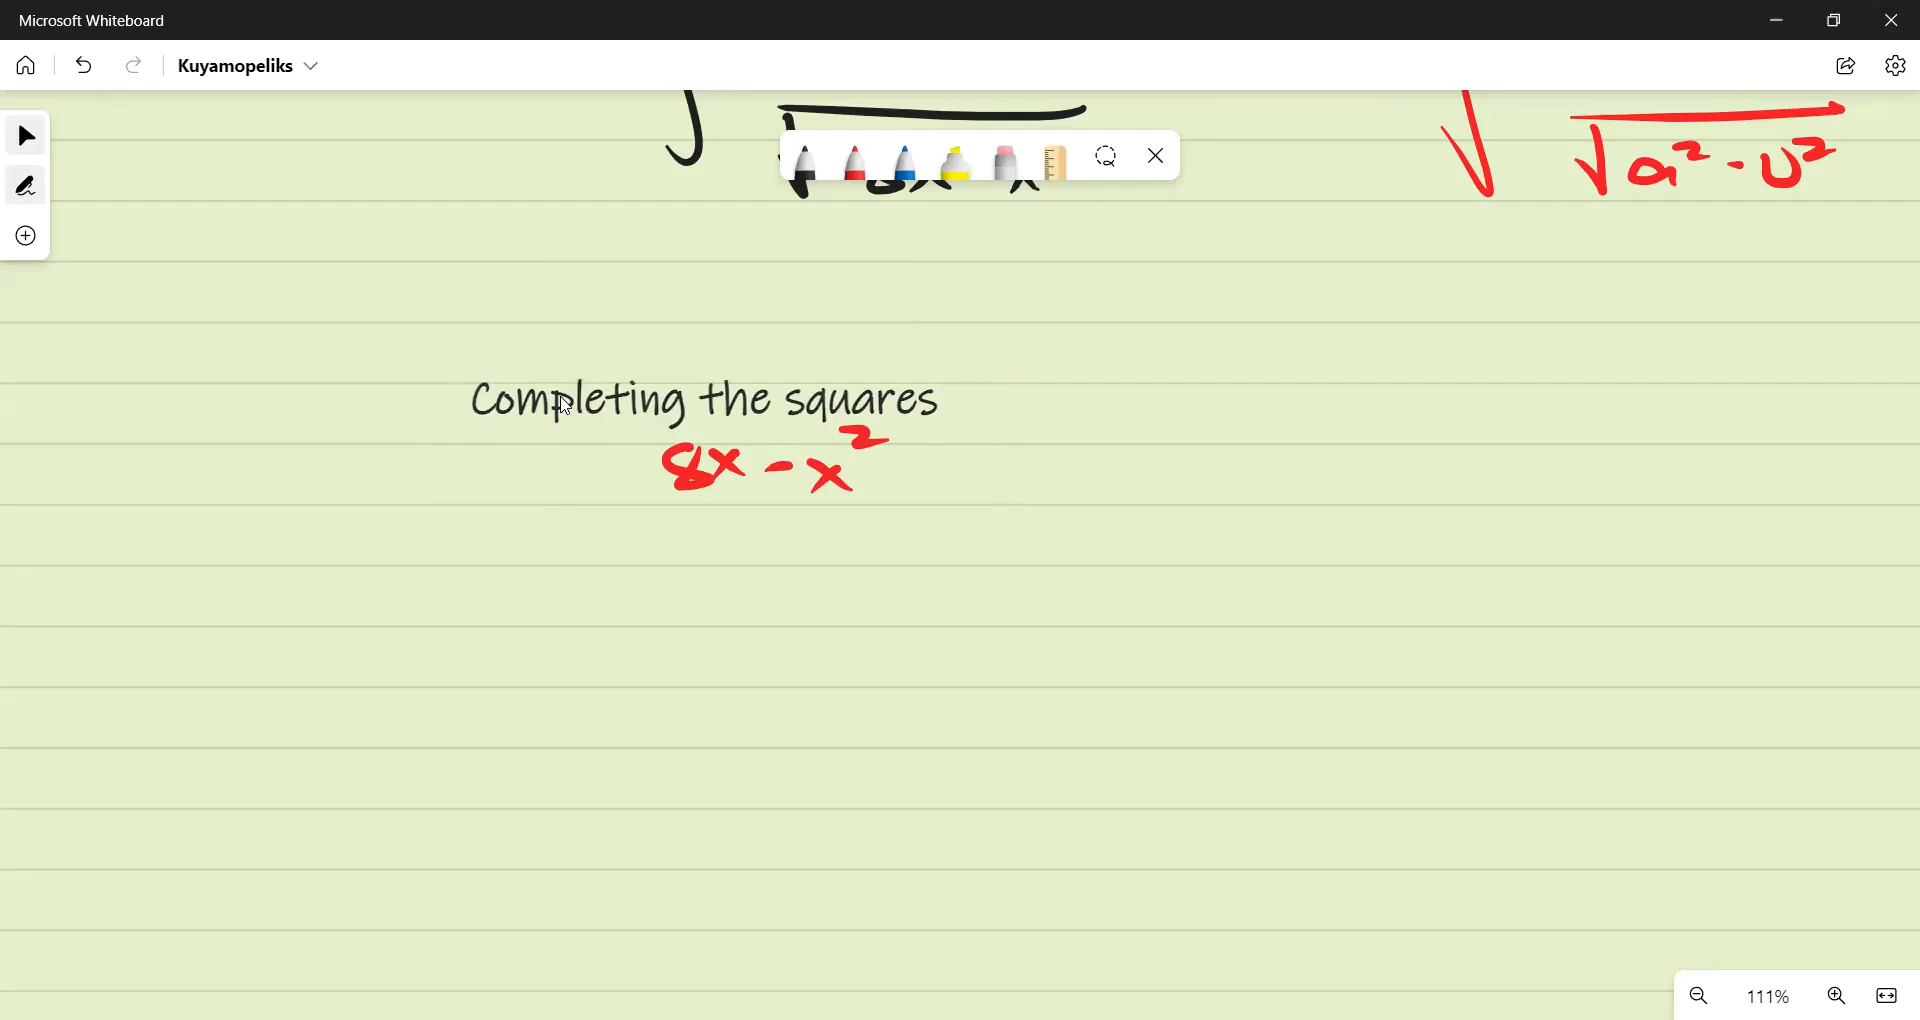 Microsoft Whiteboard
Kuyamopeliks
√a² - u²
Completing the squares
8x - x²
111%